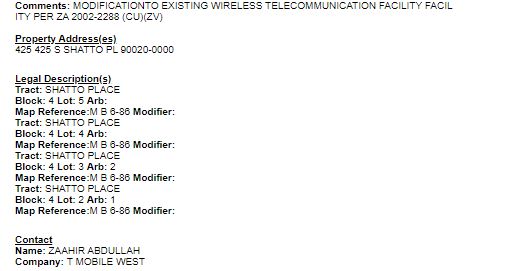 Comments: MODIFICATIONTO EXISTING WIRELESS TELECOMMUNICATION FACILITY FACIL
ITY PER ZA 2002-2288 (CU)(ZV)
Property Address(es)
425 425 S SHATTO PL 90020-0000
Legal Description(s)
Tract: SHATTO PLACE
Block: 4 Lot: 5 Arb:
Map Reference:M B 6-86 Modifier:
Tract: SHATTO PLACE
Block: 4 Lot: 4 Arb:
Map Reference:M B 6-86 Modifier:
Tract: SHATTO PLACE
Block: 4 Lot: 3 Arb: 2
Map Reference:M B 6-86 Modifier:
Tract: SHATTO PLACE
Block: 4 Lot: 2 Arb: 1
Map Reference:M B 6-86 Modifier:
Contact
Name: ZAAHIR ABDULLAH
Company: T MOBILE WEST